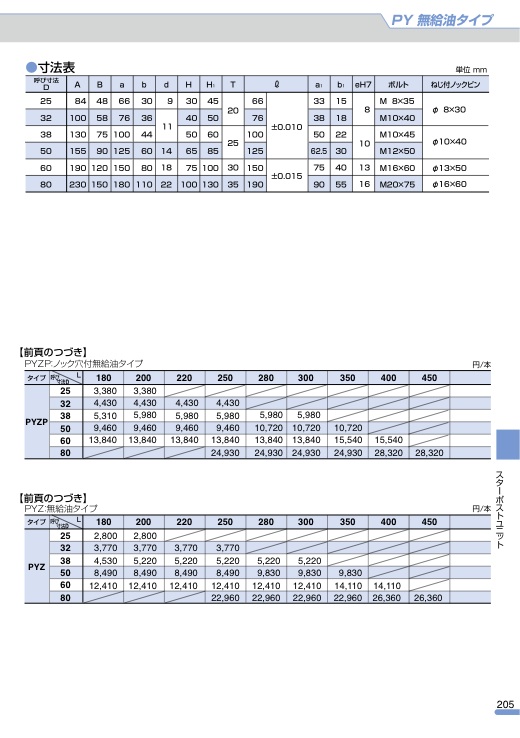 PY 無給油タイプ
●寸法表
単位 mm
呼び寸法 D A B a b d H H₁ T ℓ a₁ b₁ eH7 ボルト ねじ付ノックピン
25 84 48 66 30 9 30 45 20 66 ±0.010 33 15 8 M 8×35 φ 8×30
32 100 58 76 36 11 40 50 76 38 18 M10×40
38 130 75 100 44 50 60 25 100 50 22 10 M10×45 φ10×40
50 155 90 125 60 14 65 85 125 62.5 30 M12×50
60 190 120 150 80 18 75 100 30 150 ±0.015 75 40 13 M16×60 φ13×50
80 230 150 180 110 22 100 130 35 190 90 55 16 M20×75 φ16×60
【前頁のつづき】
PYZP:ノック穴付無給油タイプ
円/本
タイプ 呼び寸法D L 180 200 220 250 280 300 350 400 450
PYZP
25 3,380 3,380
32 4,430 4,430 4,430 4,430
38 5,310 5,980 5,980 5,980 5,980 5,980
50 9,460 9,460 9,460 9,460 10,720 10,720 10,720
60 13,840 13,840 13,840 13,840 13,840 13,840 15,540 15,540
80 24,930 24,930 24,930 24,930 28,320 28,320
【前頁のつづき】
PYZ:無給油タイプ
円/本
タイプ 呼び寸法D L 180 200 220 250 280 300 350 400 450
PYZ
25 2,800 2,800
32 3,770 3,770 3,770 3,770
38 4,530 5,220 5,220 5,220 5,220 5,220
50 8,490 8,490 8,490 8,490 9,830 9,830 9,830
60 12,410 12,410 12,410 12,410 12,410 12,410 14,110 14,110
80 22,960 22,960 22,960 22,960 26,360 26,360
スターポストユニット
205